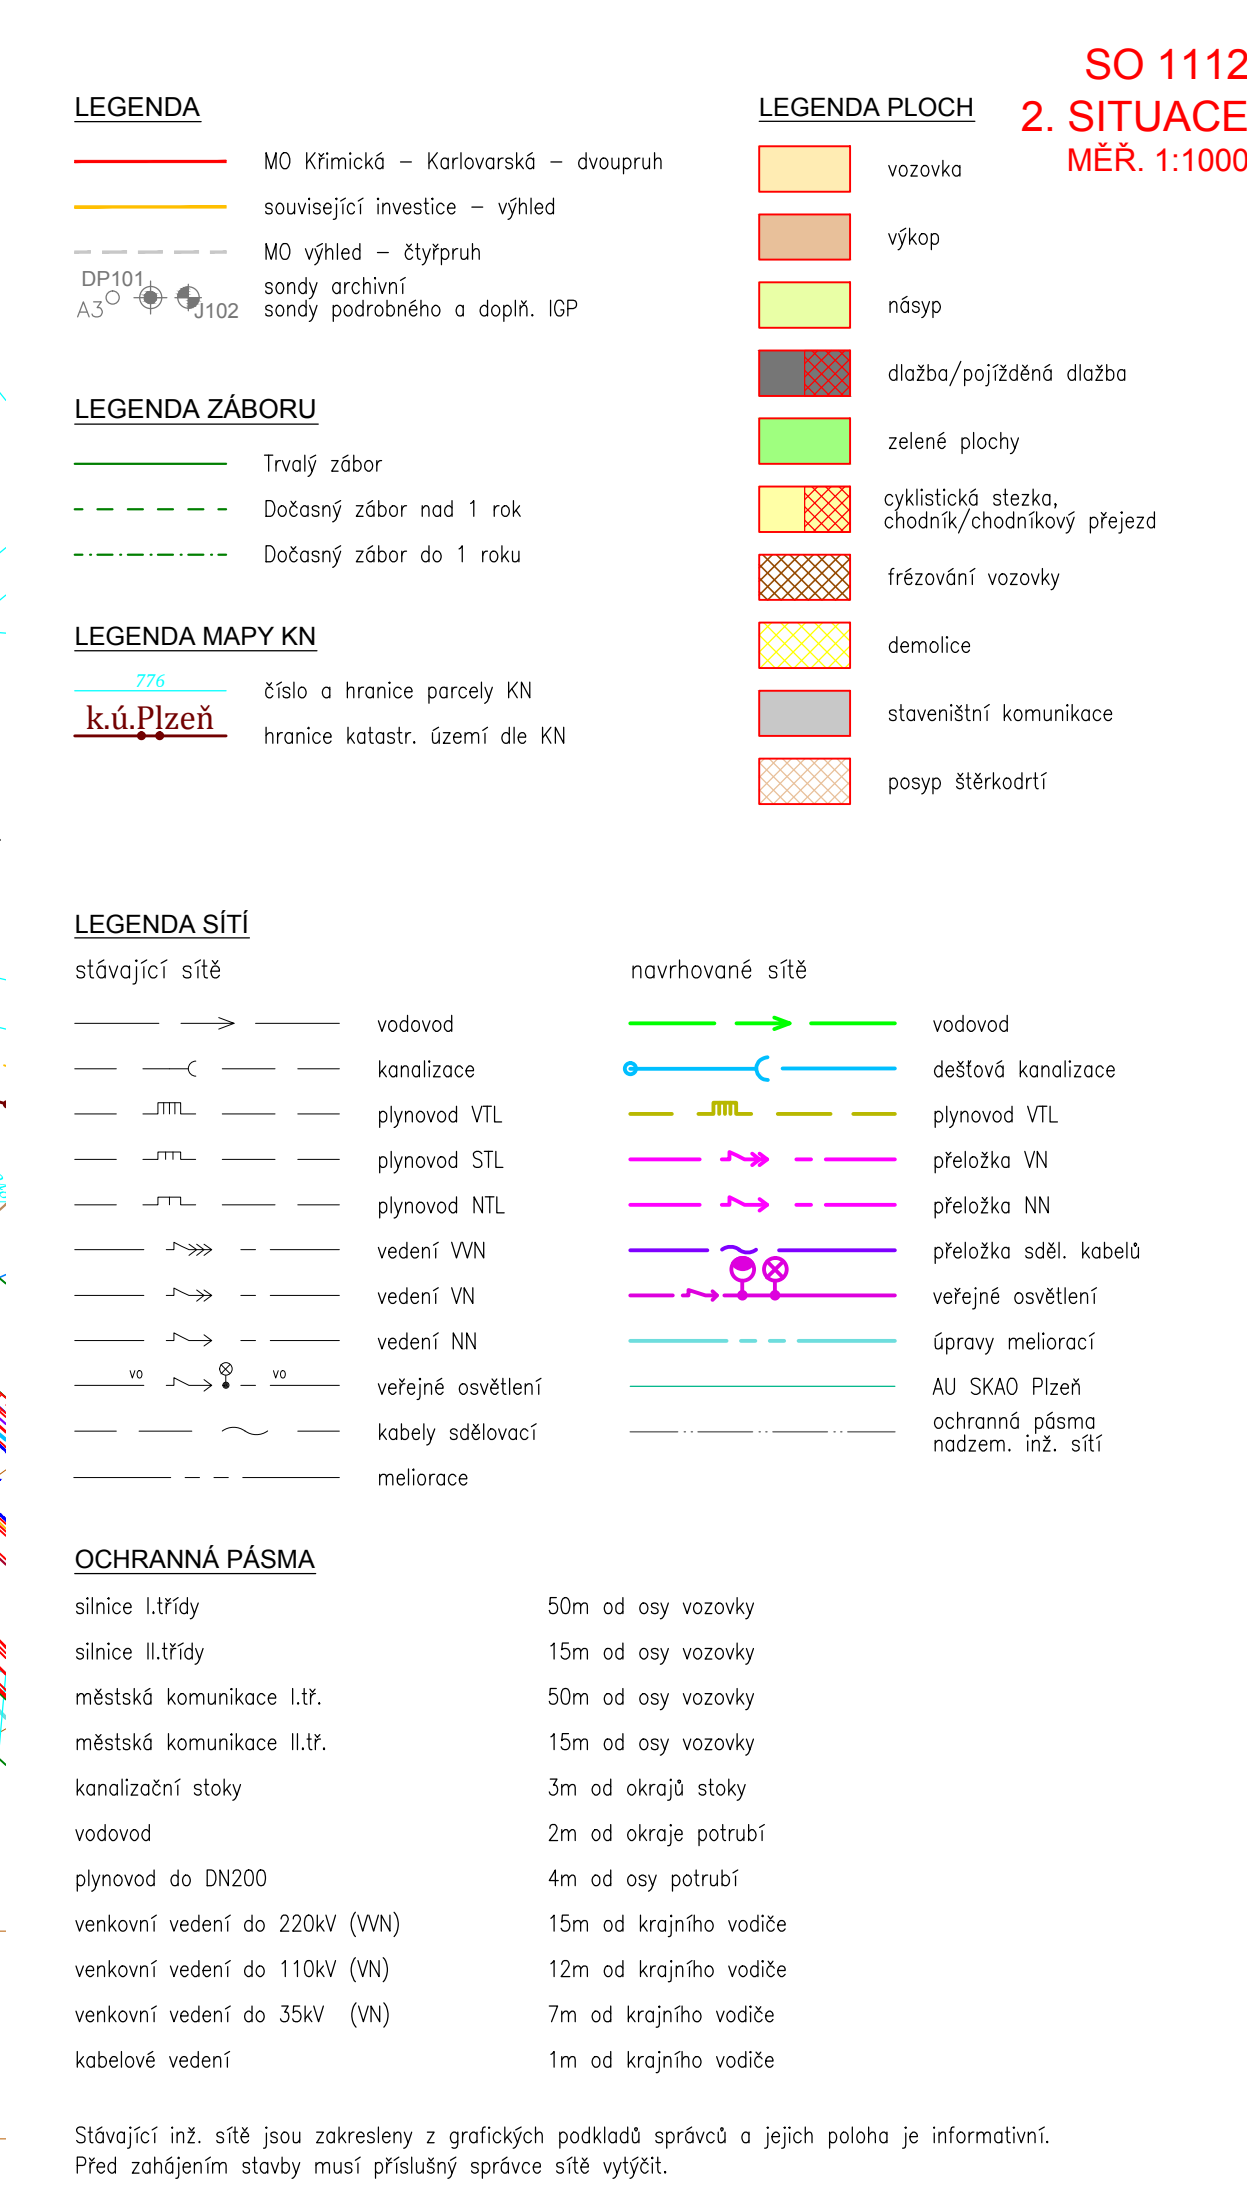 SO 1112
2. SITUACE
MĚŘ. 1:1000
LEGENDA
MO Křimická – Karlovarská – dvoupruh
související investice – výhled
MO výhled – čtyřpruh
DP101
A3
J102
sondy archivní
sondy podrobného a doplň. IGP
LEGENDA ZÁBORU
Trvalý zábor
Dočasný zábor nad 1 rok
Dočasný zábor do 1 roku
LEGENDA MAPY KN
776
číslo a hranice parcely KN
k.ú.Plzeň
hranice katastr. území dle KN
LEGENDA PLOCH
vozovka
výkop
násyp
dlažba/pojížděná dlažba
zelené plochy
cyklistická stezka,
chodník/chodníkový přejezd
frézování vozovky
demolice
staveništní komunikace
posyp štěrkodrtí
LEGENDA SÍTÍ
stávající sítě
vodovod
kanalizace
plynovod VTL
plynovod STL
plynovod NTL
vedení VVN
vedení VN
vedení NN
vo vo
veřejné osvětlení
kabely sdělovací
meliorace
navrhované sítě
vodovod
dešťová kanalizace
plynovod VTL
přeložka VN
přeložka NN
přeložka sděl. kabelů
veřejné osvětlení
úpravy meliorací
AU SKAO Plzeň
ochranná pásma
nadzem. inž. sítí
OCHRANNÁ PÁSMA
silnice I.třídy 50m od osy vozovky
silnice II.třídy 15m od osy vozovky
městská komunikace I.tř. 50m od osy vozovky
městská komunikace II.tř. 15m od osy vozovky
kanalizační stoky 3m od okrajů stoky
vodovod 2m od okraje potrubí
plynovod do DN200 4m od osy potrubí
venkovní vedení do 220kV (VVN) 15m od krajního vodiče
venkovní vedení do 110kV (VN) 12m od krajního vodiče
venkovní vedení do 35kV (VN) 7m od krajního vodiče
kabelové vedení 1m od krajního vodiče
Stávající inž. sítě jsou zakresleny z grafických podkladů správců a jejich poloha je informativní.
Před zahájením stavby musí příslušný správce sítě vytýčit.